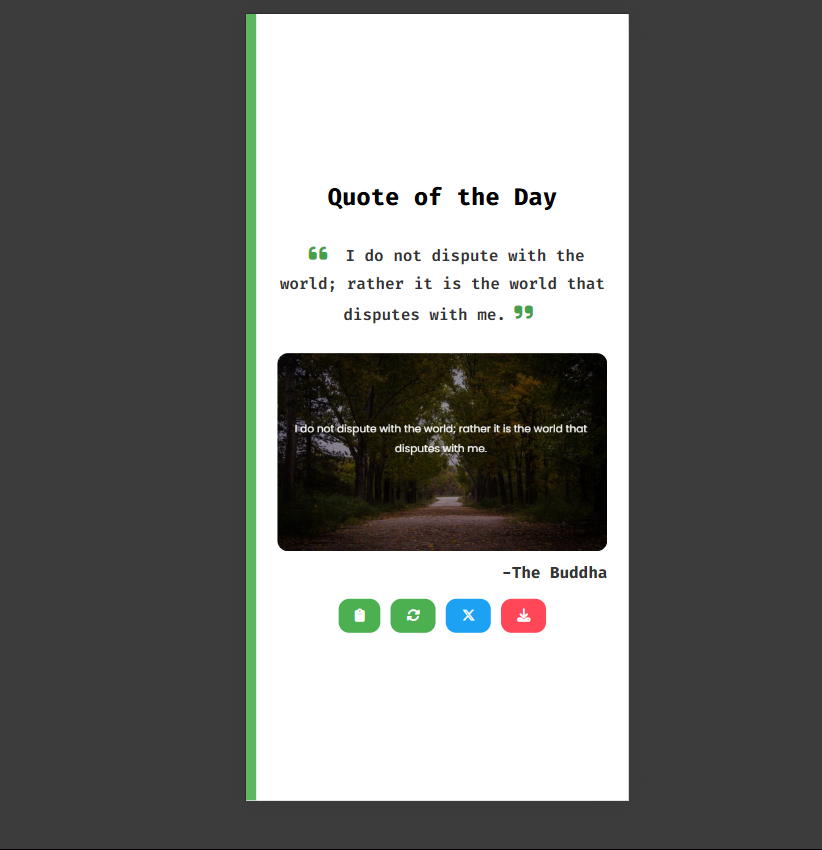 Quote of the Day
❝ I do not dispute with the
world; rather it is the world that
disputes with me. ❞
I do not dispute with the world; rather it is the world that
disputes with me.
-The Buddha